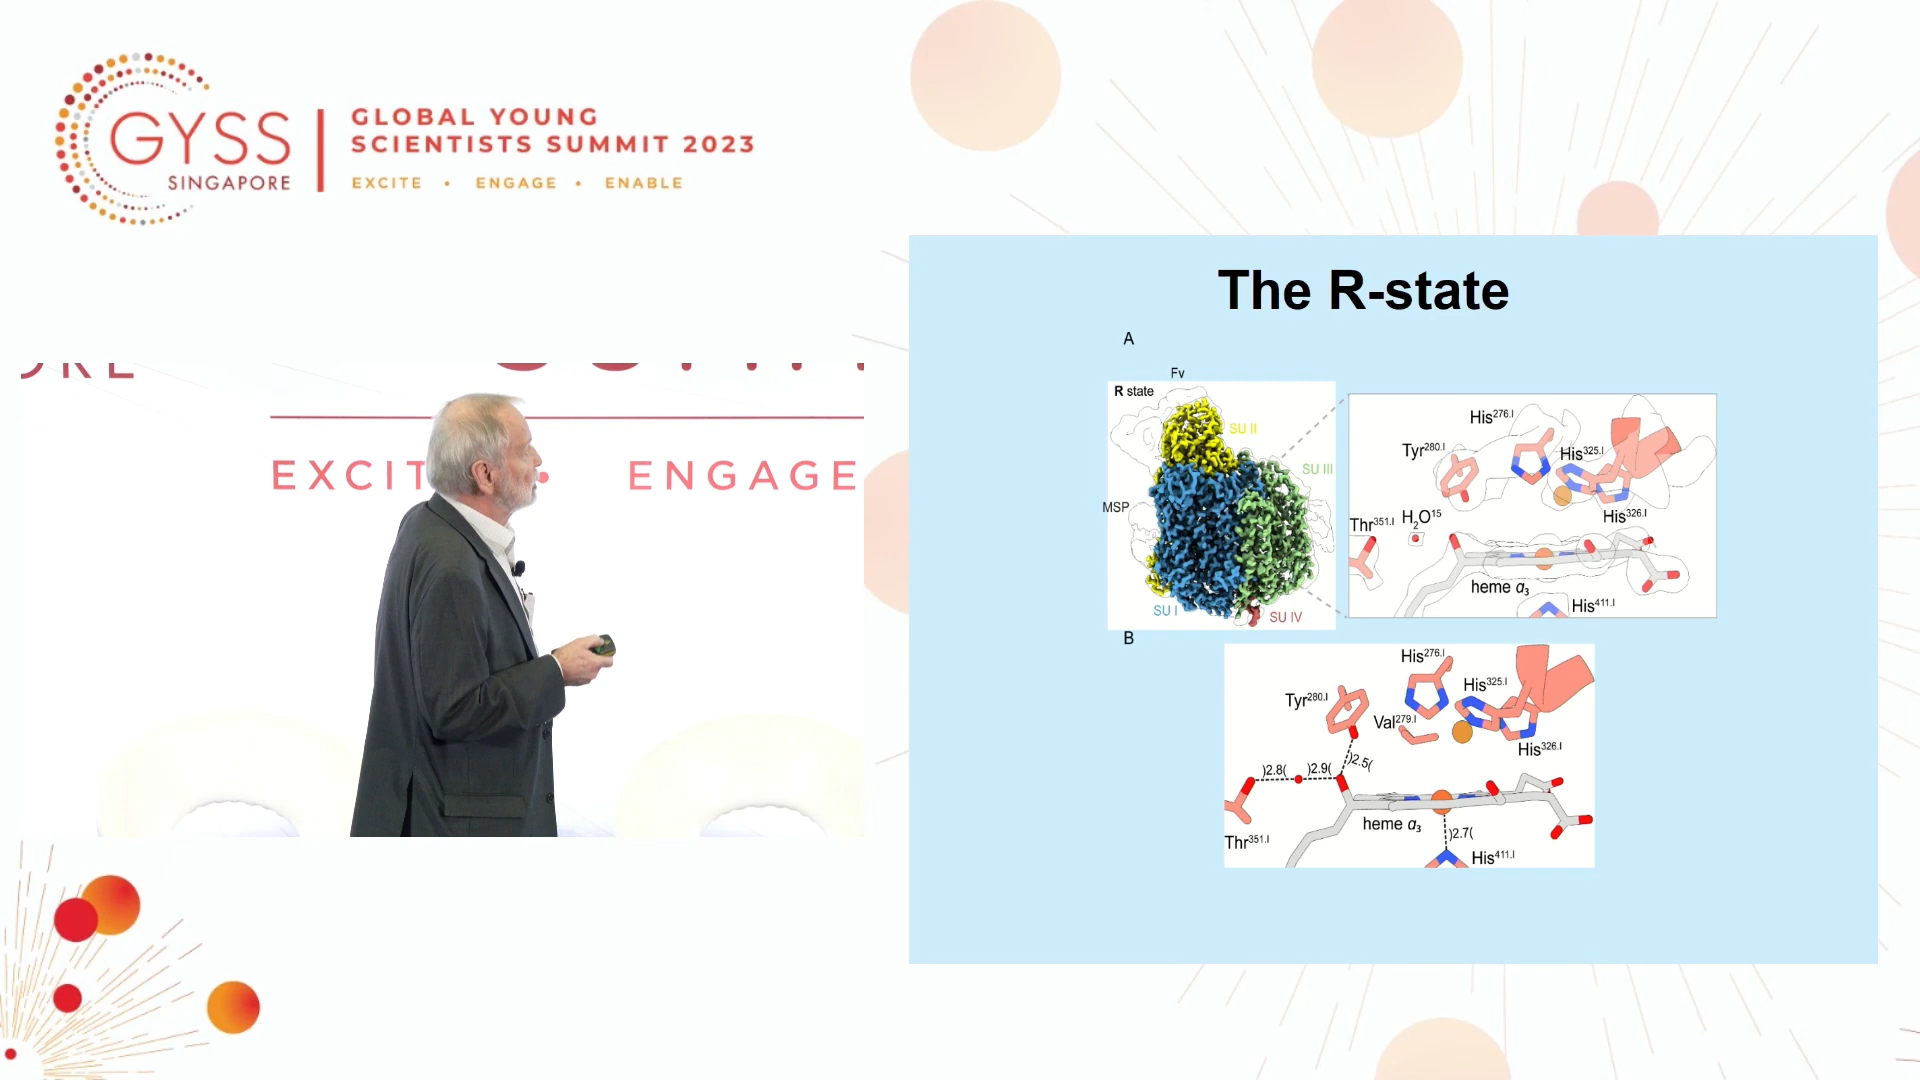 GYSS
SINGAPORE
GLOBAL YOUNG
SCIENTISTS SUMMIT 2023
EXCITE • ENGAGE • ENABLE
EXCIT
ENGAGE
The R-state
A
Fv
R state
SU II
SU III
MSP
SU I
SU IV
His276.I
Tyr280.I
His325.I
Thr351.I
H2O15
His326.I
heme a3
His411.I
B
His276.I
Tyr280.I
His325.I
Val279.I
His326.I
)2.5(
)2.8(
)2.9(
heme a3
)2.7(
Thr351.I
His411.I